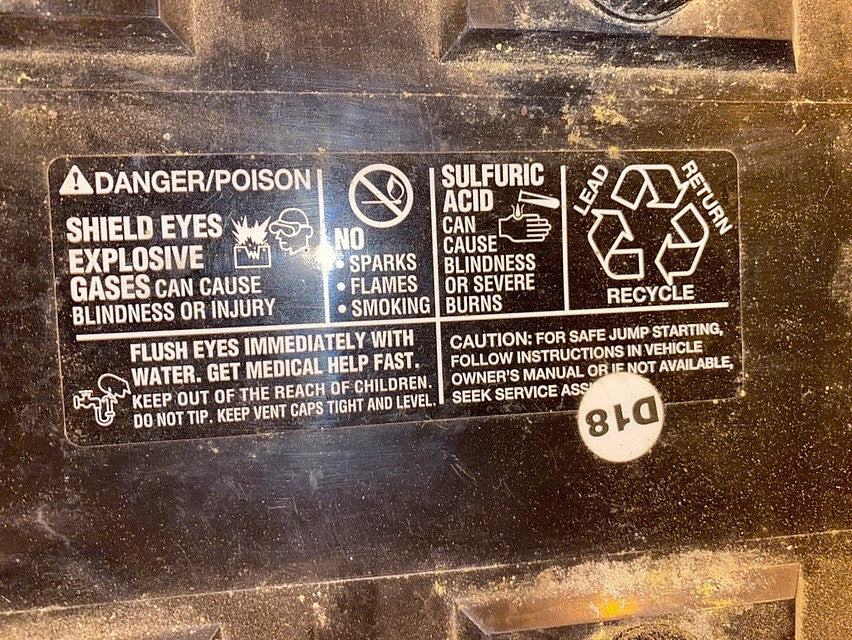 DANGER/POISON
SHIELD EYES
EXPLOSIVE
GASES CAN CAUSE
BLINDNESS OR INJURY
NO
• SPARKS
• FLAMES
• SMOKING
SULFURIC
ACID
CAN
CAUSE
BLINDNESS
OR SEVERE
BURNS
LEAD
RETURN
RECYCLE
FLUSH EYES IMMEDIATELY WITH
WATER. GET MEDICAL HELP FAST.
KEEP OUT OF THE REACH OF CHILDREN.
DO NOT TIP. KEEP VENT CAPS TIGHT AND LEVEL.
CAUTION: FOR SAFE JUMP STARTING,
FOLLOW INSTRUCTIONS IN VEHICLE
OWNER'S MANUAL OR IF NOT AVAILABLE,
SEEK SERVICE
D18